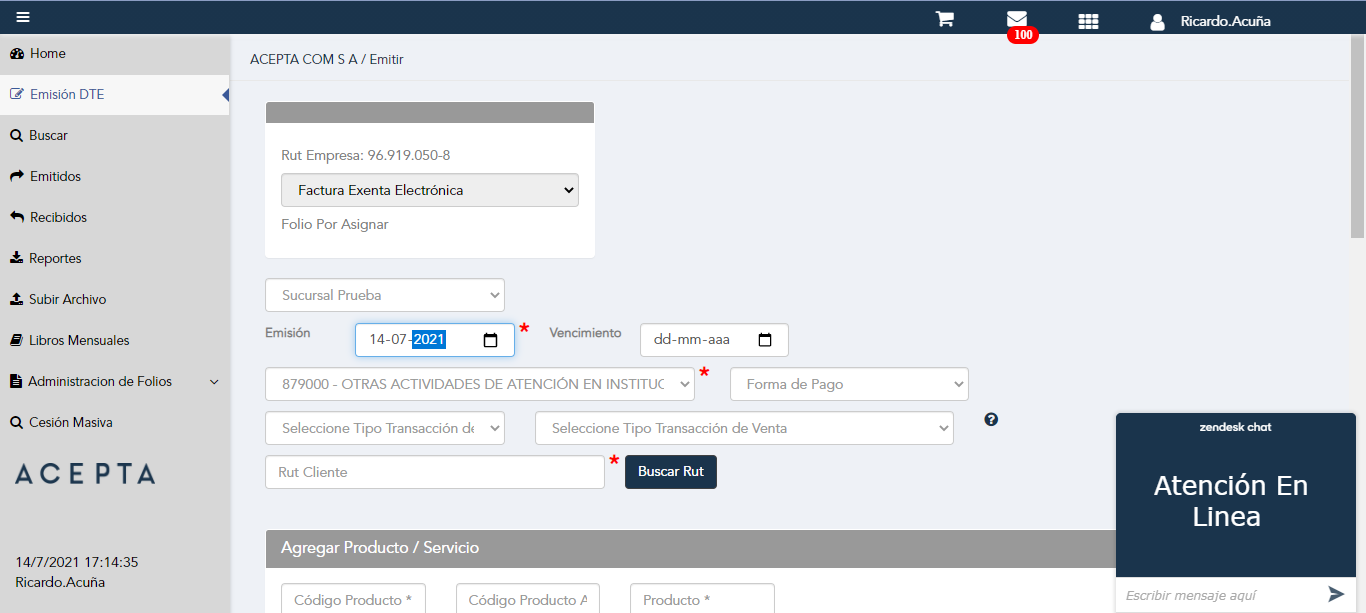 Ricardo.Acuña
100
Home
Emisión DTE
Buscar
Emitidos
Recibidos
Reportes
Subir Archivo
Libros Mensuales
Administracion de Folios
Cesión Masiva
ACEPTA
14/7/2021 17:14:35
Ricardo.Acuña
ACEPTA COM S A / Emitir
Rut Empresa: 96.919.050-8
Factura Exenta Electrónica
Folio Por Asignar
Sucursal Prueba
Emisión 14-07-2021 * Vencimiento dd-mm-aaa
879000 - OTRAS ACTIVIDADES DE ATENCIÓN EN INSTITUC * Forma de Pago
Seleccione Tipo Transacción de Seleccione Tipo Transacción de Venta ?
Rut Cliente * Buscar Rut
Agregar Producto / Servicio
Código Producto * Código Producto A Producto *
zendesk chat
Atención En
Linea
Escribir mensaje aquí